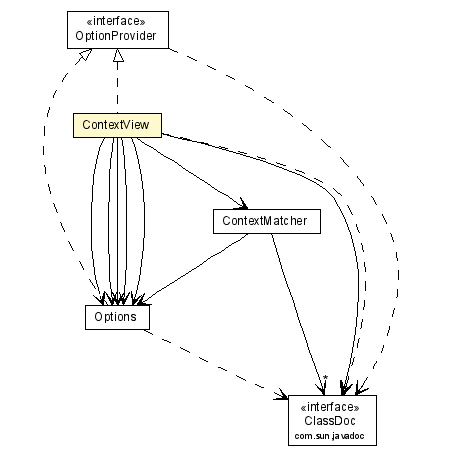 «interface»
OptionProvider
ContextView
ContextMatcher
Options
*
«interface»
ClassDoc
com.sun.javadoc